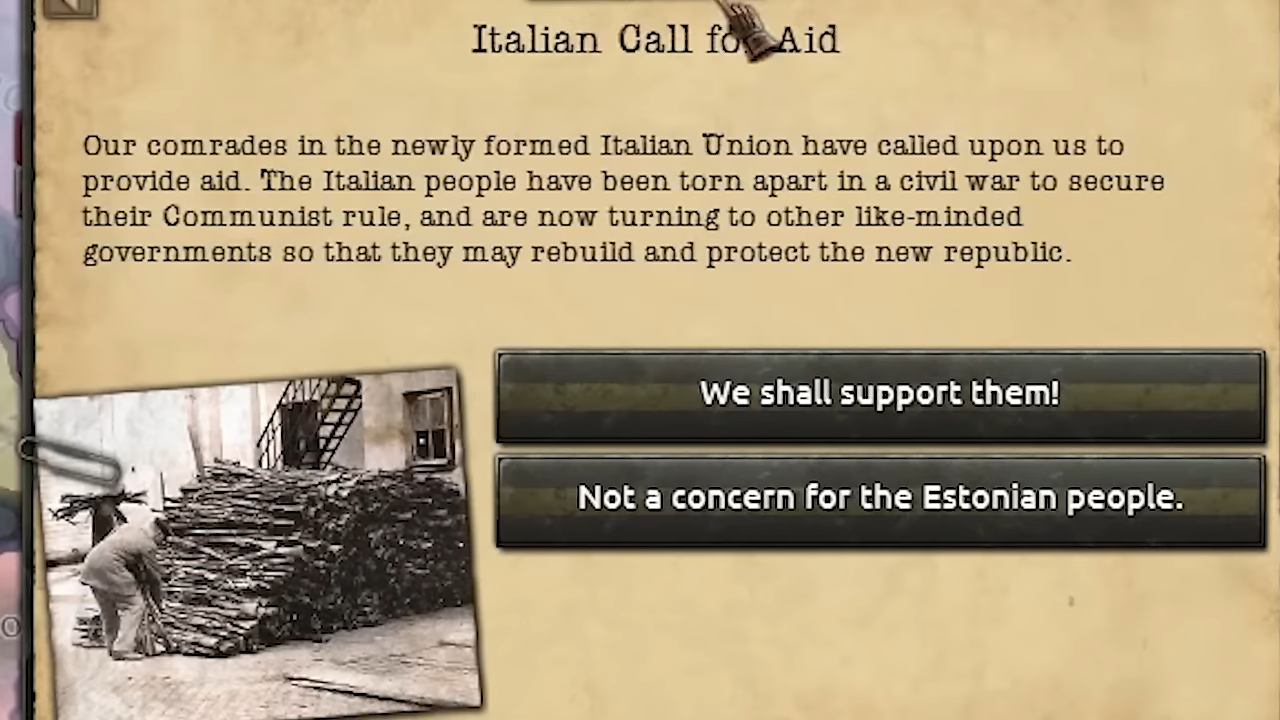 Italian Call for Aid
Our comrades in the newly formed Italian Union have called upon us to
provide aid. The Italian people have been torn apart in a civil war to secure
their Communist rule, and are now turning to other like-minded
governments so that they may rebuild and protect the new republic.
We shall support them!
Not a concern for the Estonian people.